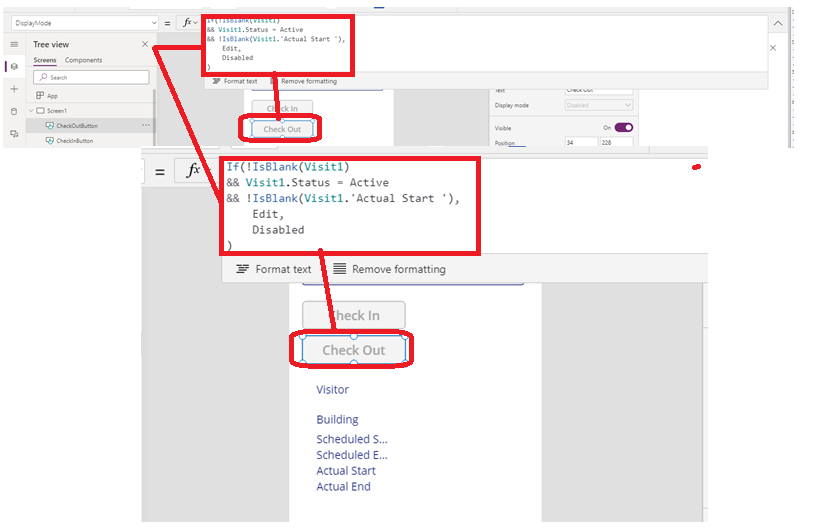 DisplayMode
=
fx
If(!IsBlank(Visit1)
&& Visit1.Status = Active
&& !IsBlank(Visit1.'Actual Start '),
Edit,
Disabled
)
Format text
Remove formatting
Tree view
Screens
Components
Search
App
Screen1
CheckOutButton
CheckInButton
Check In
Check Out
Text
Check Out
Display mode
Disabled
Visible
On
Position
34
228
=
fx
If(!IsBlank(Visit1)
&& Visit1.Status = Active
&& !IsBlank(Visit1.'Actual Start '),
Edit,
Disabled
)
Format text
Remove formatting
Check In
Check Out
Visitor
Building
Scheduled S...
Scheduled E...
Actual Start
Actual End